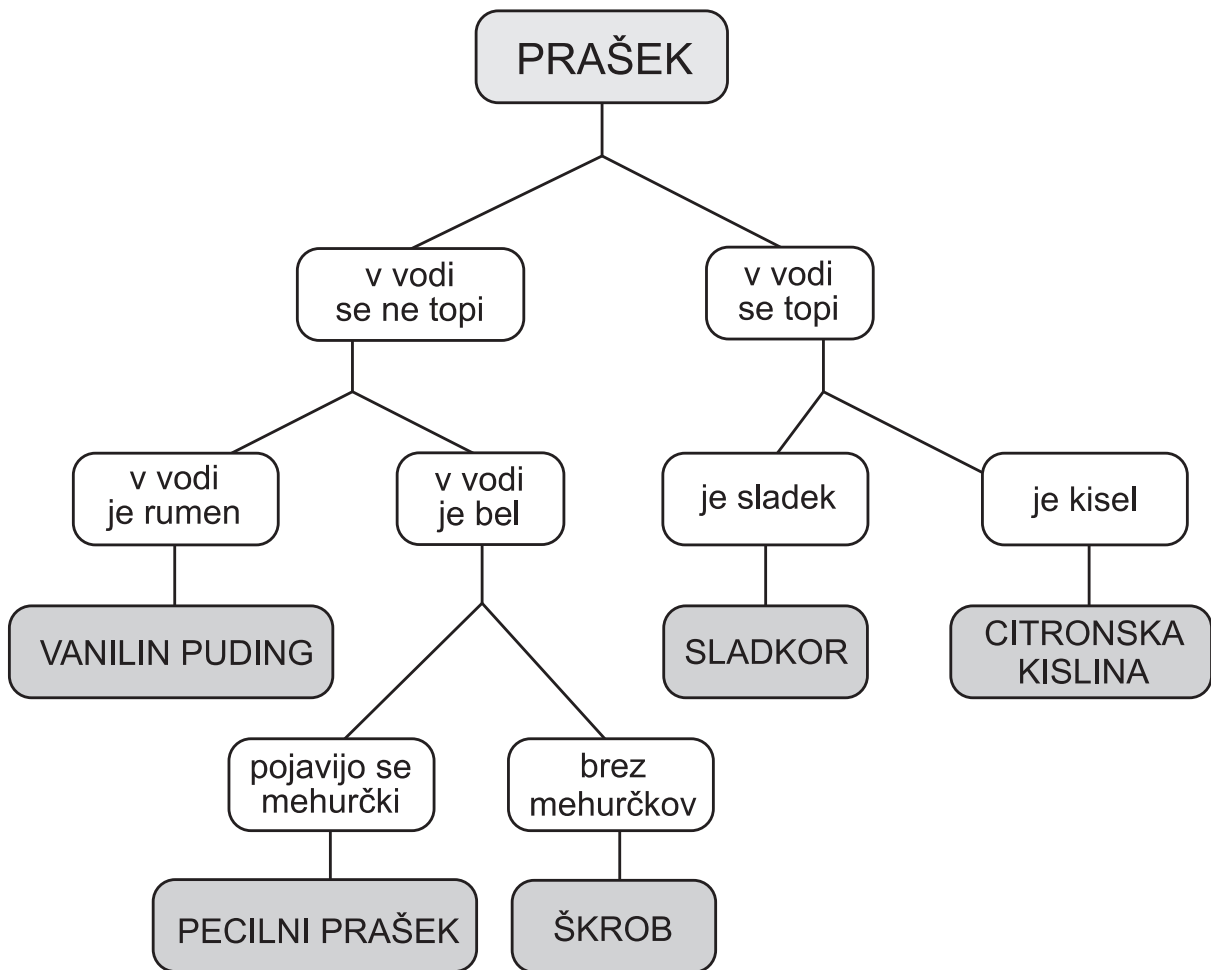 PRAŠEK
v vodi
se ne topi
v vodi
se topi
v vodi
je rumen
v vodi
je bel
je sladek
je kisel
VANILIN PUDING
SLADKOR
CITRONSKA
KISLINA
pojavijo se
mehurčki
brez
mehurčkov
PECILNI PRAŠEK
ŠKROB